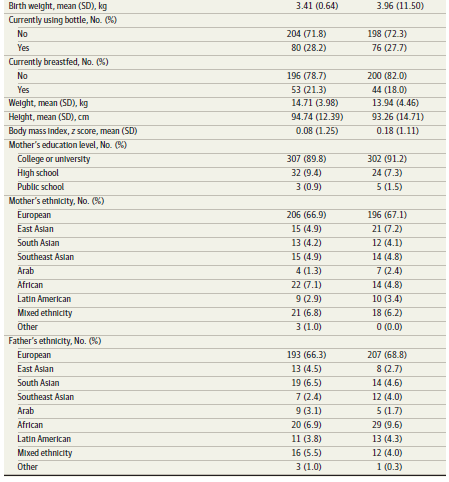 Birth weight, mean (SD), kg 3.41 (0.64) 3.96 (11.50)
Currently using bottle, No. (%)
No 204 (71.8) 198 (72.3)
Yes 80 (28.2) 76 (27.7)
Currently breastfed, No. (%)
No 196 (78.7) 200 (82.0)
Yes 53 (21.3) 44 (18.0)
Weight, mean (SD), kg 14.71 (3.98) 13.94 (4.46)
Height, mean (SD), cm 94.74 (12.39) 93.26 (14.71)
Body mass index, z score, mean (SD) 0.08 (1.25) 0.18 (1.11)
Mother's education level, No. (%)
College or university 307 (89.8) 302 (91.2)
High school 32 (9.4) 24 (7.3)
Public school 3 (0.9) 5 (1.5)
Mother's ethnicity, No. (%)
European 206 (66.9) 196 (67.1)
East Asian 15 (4.9) 21 (7.2)
South Asian 13 (4.2) 12 (4.1)
Southeast Asian 15 (4.9) 14 (4.8)
Arab 4 (1.3) 7 (2.4)
African 22 (7.1) 14 (4.8)
Latin American 9 (2.9) 10 (3.4)
Mixed ethnicity 21 (6.8) 18 (6.2)
Other 3 (1.0) 0 (0.0)
Father's ethnicity, No. (%)
European 193 (66.3) 207 (68.8)
East Asian 13 (4.5) 8 (2.7)
South Asian 19 (6.5) 14 (4.6)
Southeast Asian 7 (2.4) 12 (4.0)
Arab 9 (3.1) 5 (1.7)
African 20 (6.9) 29 (9.6)
Latin American 11 (3.8) 13 (4.3)
Mixed ethnicity 16 (5.5) 12 (4.0)
Other 3 (1.0) 1 (0.3)